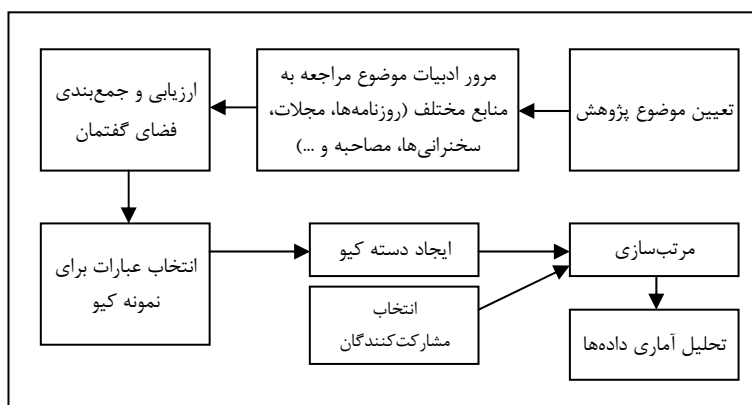 تعیین موضوع پژوهش
مرور ادبیات موضوع مراجعه به
منابع مختلف (روزنامه‌ها، مجلات،
سخنرانی‌ها، مصاحبه و ...)
ارزیابی و جمع‌بندی
فضای گفتمان
انتخاب عبارات برای
نمونه کیو
ایجاد دسته کیو
انتخاب
مشارکت‌کنندگان
مرتب‌سازی
تحلیل آماری داده‌ها